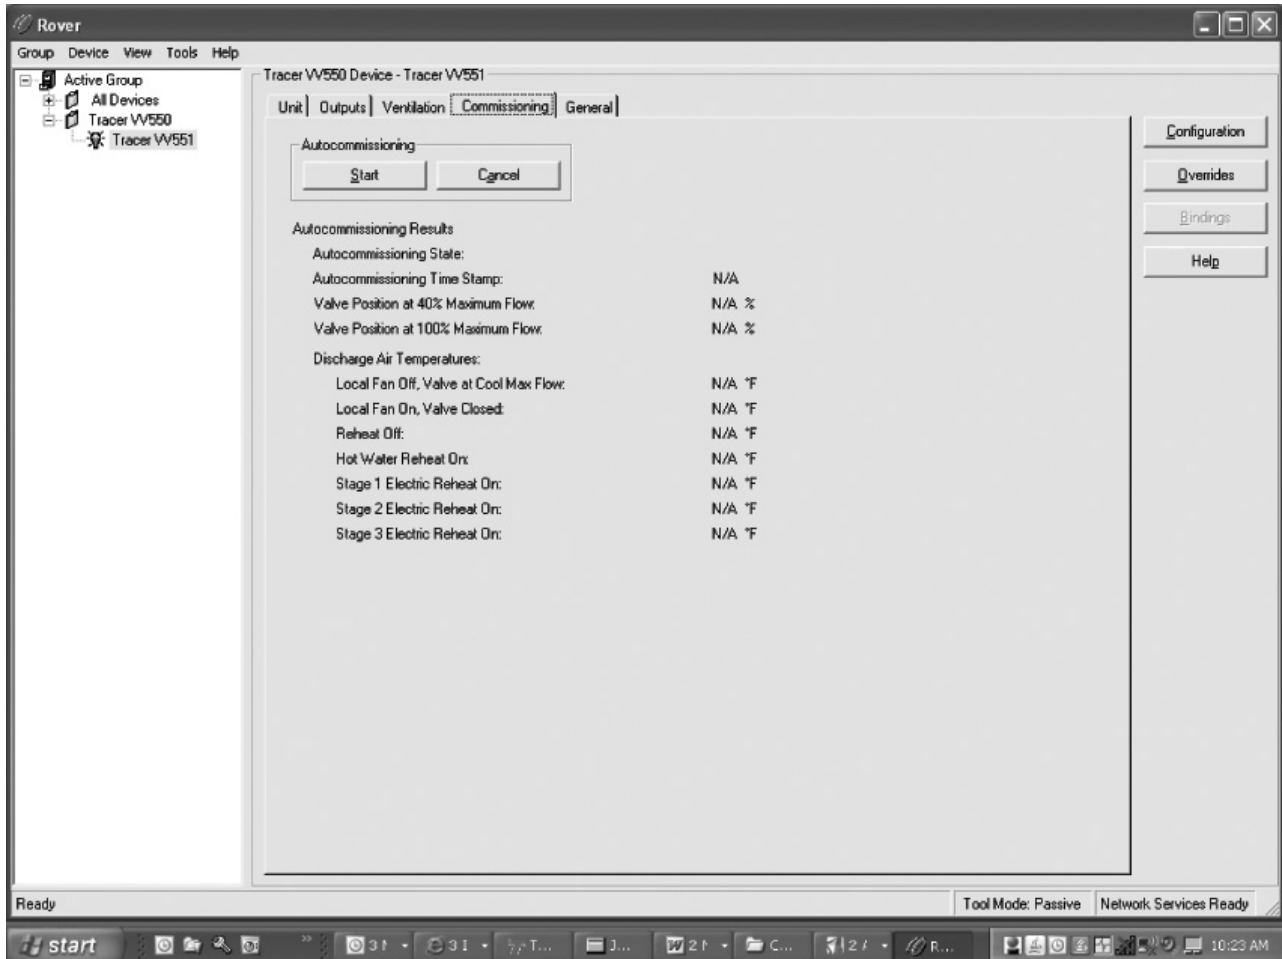 Rover
Group Device View Tools Help
Active Group
All Devices
Tracer VV550
Tracer VV551
Tracer VV550 Device - Tracer VV551
Unit Outputs Ventilation Commissioning General
Autocommissioning
Start Cancel
Configuration
Overrides
Bindings
Help
Autocommissioning Results
Autocommissioning State:
Autocommissioning Time Stamp: N/A
Valve Position at 40% Maximum Flow: N/A %
Valve Position at 100% Maximum Flow: N/A %
Discharge Air Temperatures:
Local Fan Off, Valve at Cool Max Flow: N/A °F
Local Fan On, Valve Closed: N/A °F
Reheat Off: N/A °F
Hot Water Reheat On: N/A °F
Stage 1 Electric Reheat On: N/A °F
Stage 2 Electric Reheat On: N/A °F
Stage 3 Electric Reheat On: N/A °F
Ready Tool Mode: Passive Network Services Ready
start T... J... C... R... 10:23 AM